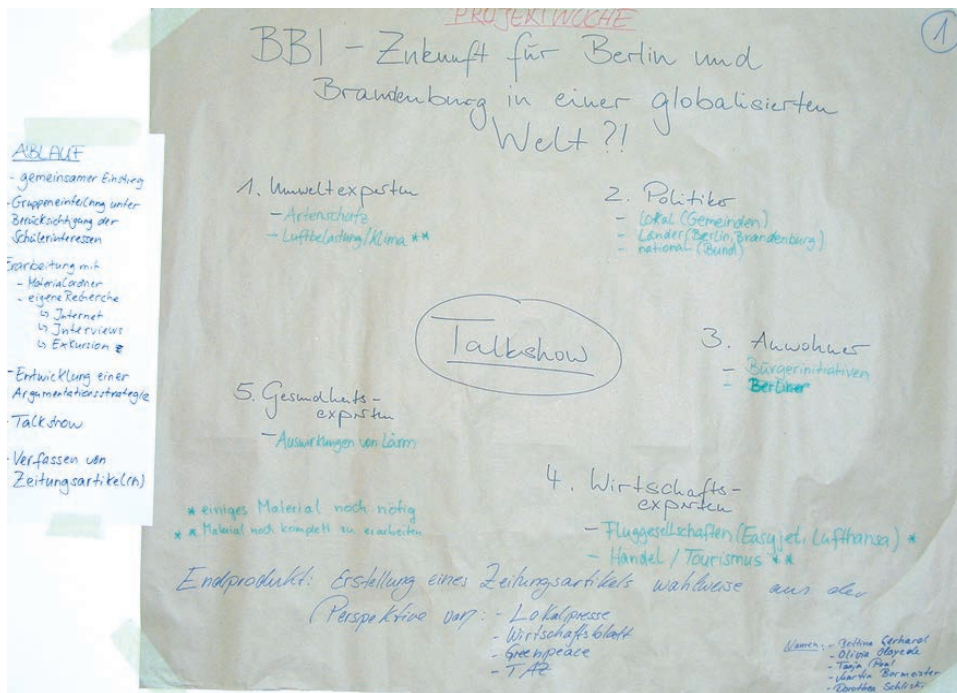 PROJEKTWOCHE
1
BBI - Zukunft für Berlin und
Brandenburg in einer globalisierten
Welt?!
ABLAUF
- gemeinsamer Einstieg
- Gruppeneinteilung unter
Berücksichtigung der
Schülerinteressen
Erarbeitung mit
- Materialordner
- eigene Recherche
↳ Internet
↳ Interviews
↳ Exkursion
- Entwicklung einer
Argumentationsstrategie
- Talkshow
- Verfassen von
Zeitungsartikel(n)
1. Umweltexperten
- Artenschutz
- Luftbelastung/Klima **
2. Politiker
- lokal (Gemeinden)
- Länder (Berlin, Brandenburg)
- national (Bund)
Talkshow
3. Anwohner
- Bürgerinitiativen
- Berliner
5. Gesundheits-
experten
- Auswirkungen von Lärm
4. Wirtschafts-
experten
- Fluggesellschaften (Easyjet, Lufthansa) *
- Handel / Tourismus **
* einiges Material noch nötig
** Material noch komplett zu erarbeiten
Endprodukt: Erstellung eines Zeitungsartikels wahlweise aus der
Perspektive von: - Lokalpresse
- Wirtschaftsblatt
- Greenpeace
- TAZ
Namen: - Bettina Gerhard
- Olivia
- Tanja
- Bormeister
- Dorothea